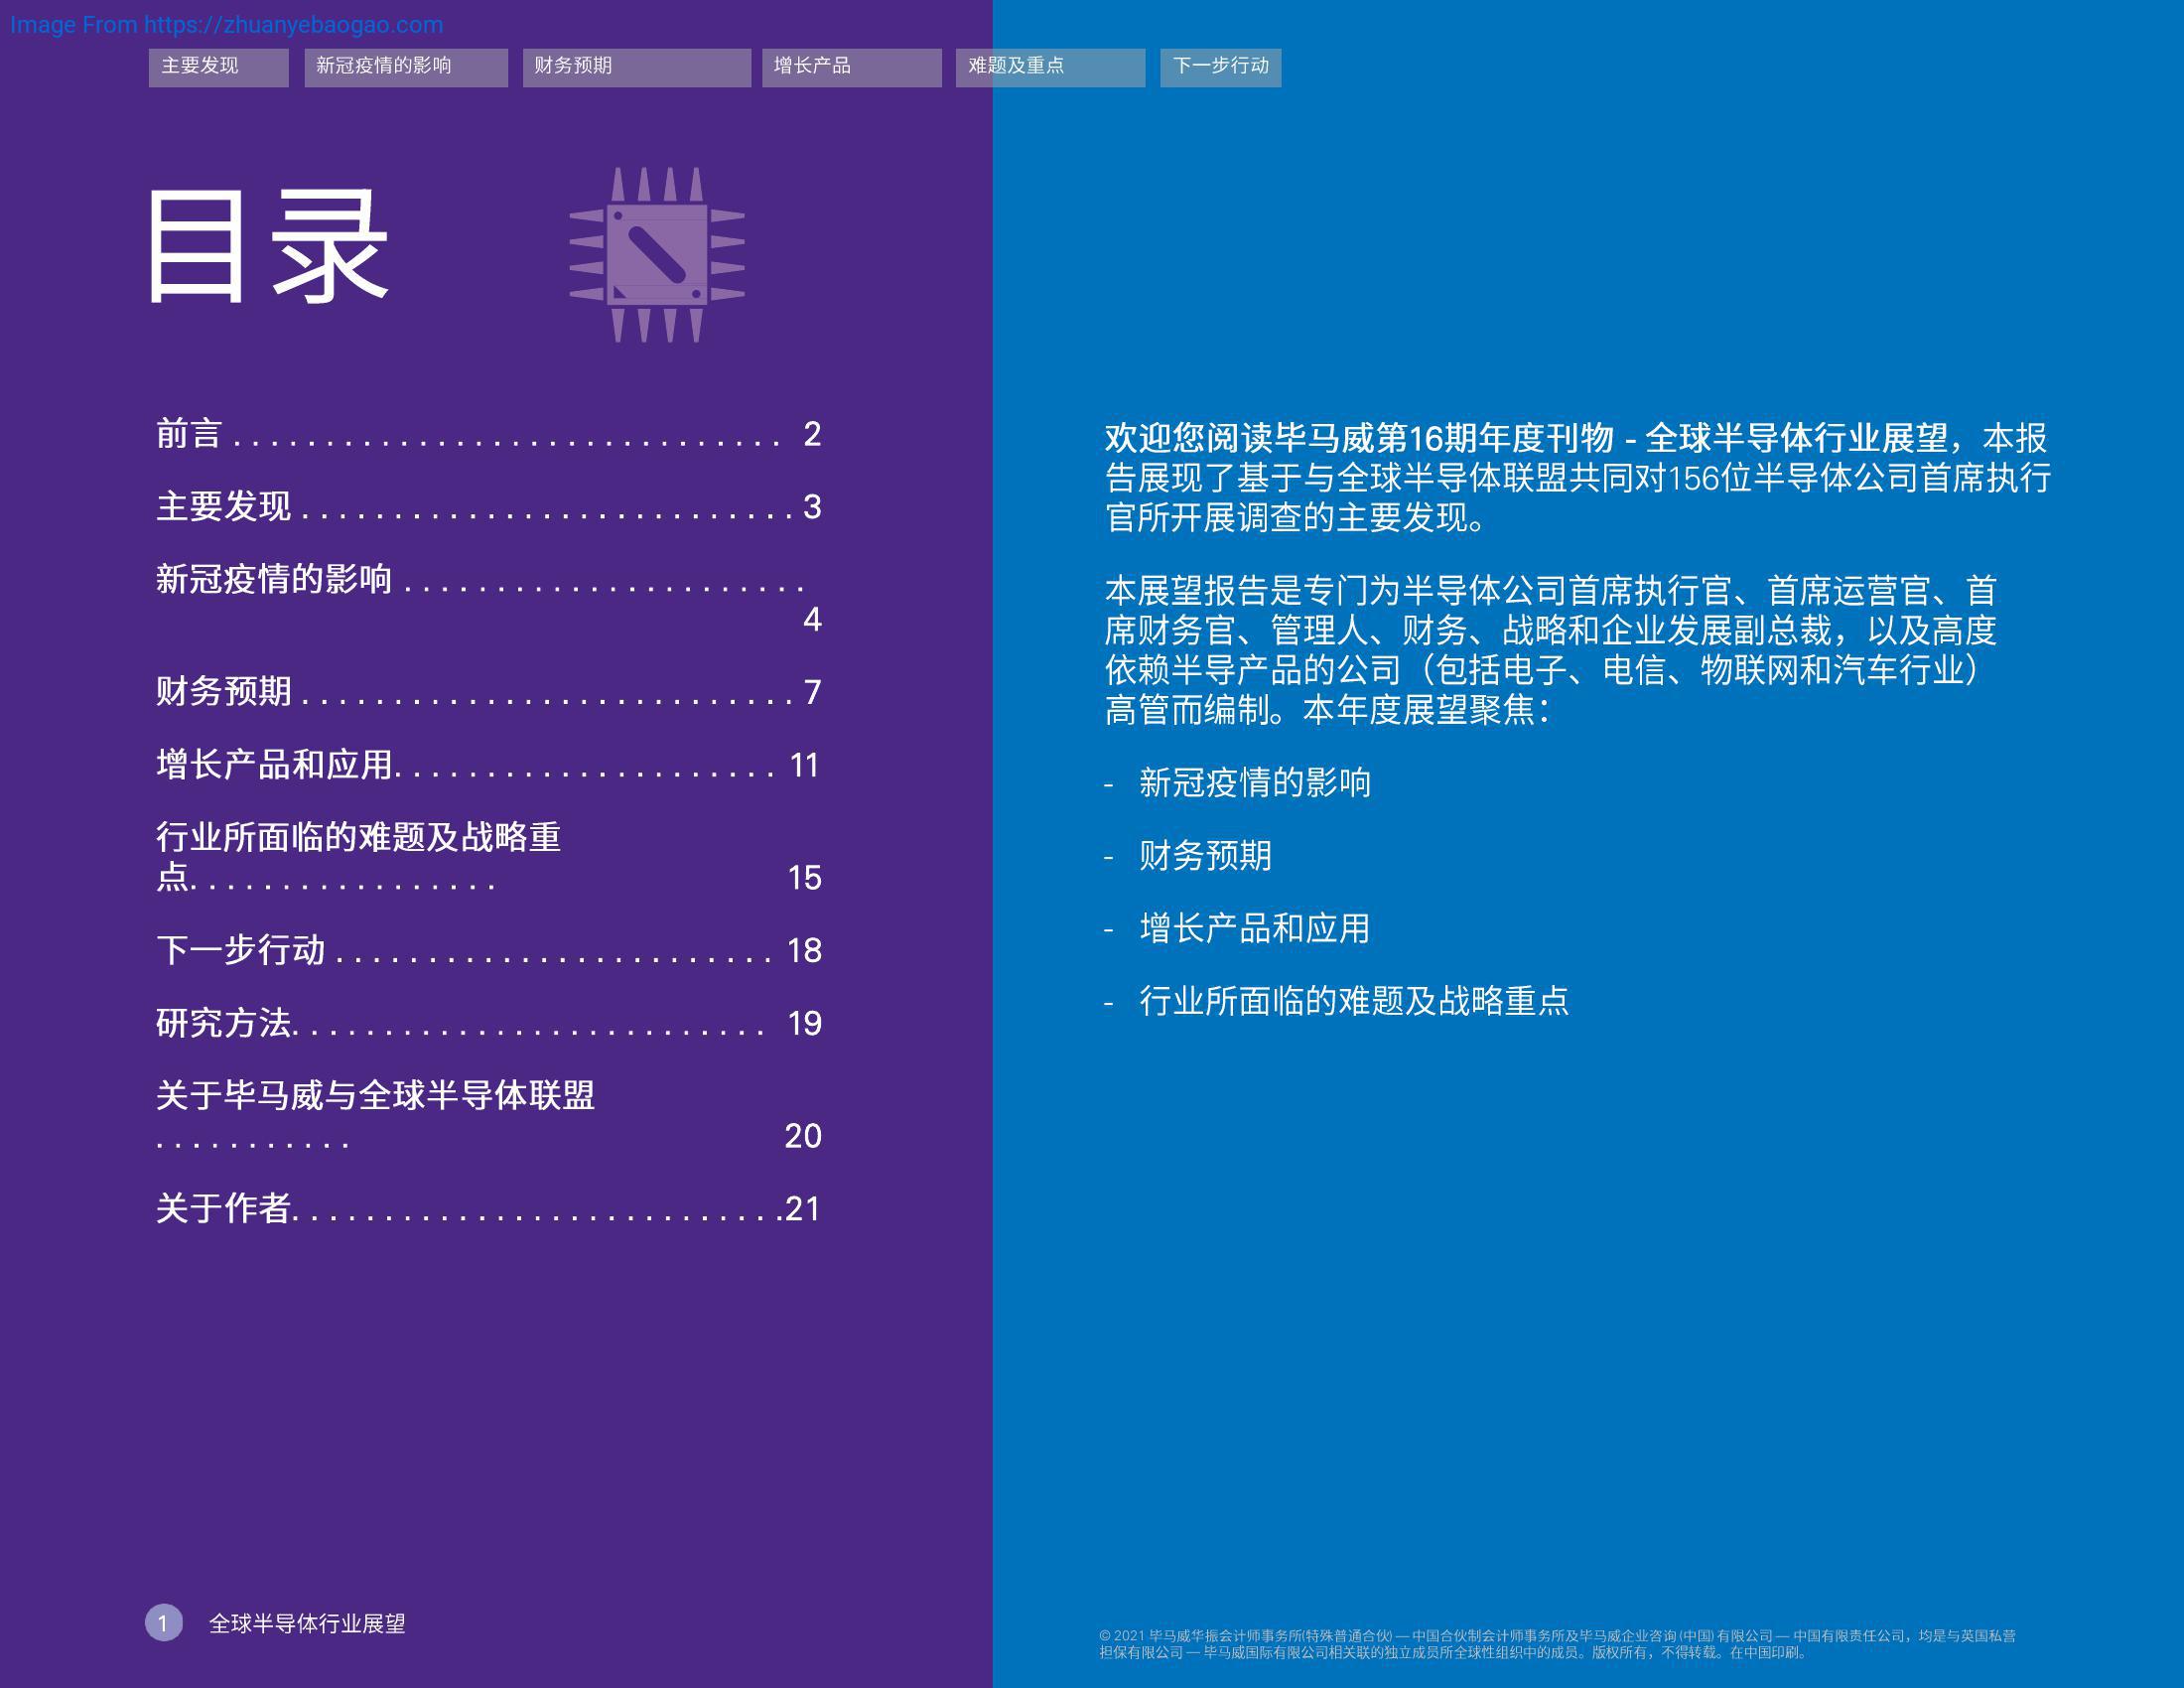 Image From https://zhuanyebaogao.com
主要发现 新冠疫情的影响 财务预期 增长产品 难题及重点 下一步行动
目录
前言 . . . . . . . . . . . . . . . . . . . . . . . . . . . . . . 2
主要发现 . . . . . . . . . . . . . . . . . . . . . . . . . . . 3
新冠疫情的影响 . . . . . . . . . . . . . . . . . . . . . .
4
财务预期 . . . . . . . . . . . . . . . . . . . . . . . . . . . 7
增长产品和应用. . . . . . . . . . . . . . . . . . . . . 11
行业所面临的难题及战略重
点. . . . . . . . . . . . . . . . . 15
下一步行动 . . . . . . . . . . . . . . . . . . . . . . . . 18
研究方法. . . . . . . . . . . . . . . . . . . . . . . . . . 19
关于毕马威与全球半导体联盟
. . . . . . . . . . . 20
关于作者. . . . . . . . . . . . . . . . . . . . . . . . . . .21
欢迎您阅读毕马威第16期年度刊物 - 全球半导体行业展望，本报
告展现了基于与全球半导体联盟共同对156位半导体公司首席执行
官所开展调查的主要发现。
本展望报告是专门为半导体公司首席执行官、首席运营官、首
席财务官、管理人、财务、战略和企业发展副总裁，以及高度
依赖半导产品的公司（包括电子、电信、物联网和汽车行业）
高管而编制。本年度展望聚焦：
- 新冠疫情的影响
- 财务预期
- 增长产品和应用
- 行业所面临的难题及战略重点
1 全球半导体行业展望
© 2021 毕马威华振会计师事务所(特殊普通合伙) — 中国合伙制会计师事务所及毕马威企业咨询 (中国) 有限公司 — 中国有限责任公司，均是与英国私营
担保有限公司 — 毕马威国际有限公司相关联的独立成员所全球性组织中的成员。版权所有，不得转载。在中国印刷。